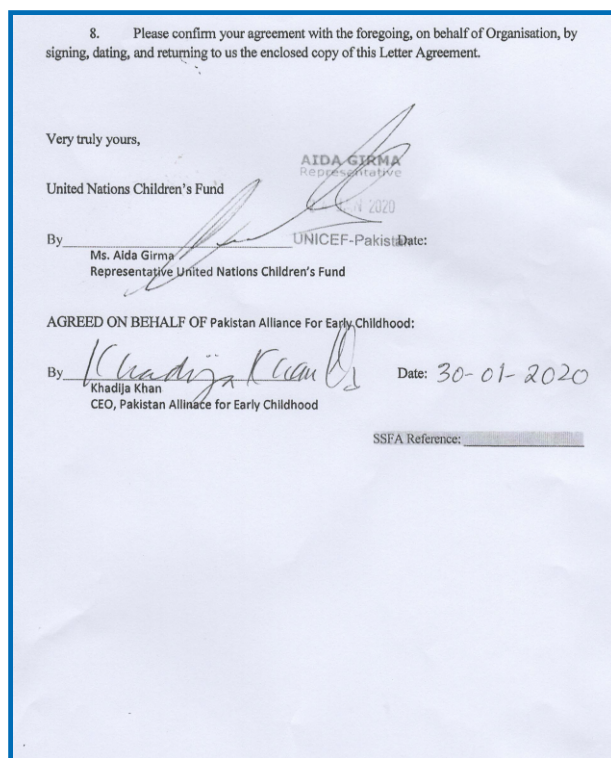 8. Please confirm your agreement with the foregoing, on behalf of Organisation, by
signing, dating, and returning to us the enclosed copy of this Letter Agreement.
Very truly yours,
AIDA GIRMA
Representative
United Nations Children's Fund
JAN 2020
By UNICEF-Pakistan Date:
Ms. Aida Girma
Representative United Nations Children's Fund
AGREED ON BEHALF OF Pakistan Alliance For Early Childhood:
By Khadija Khan Date: 30-01-2020
Khadija Khan
CEO, Pakistan Allinace for Early Childhood
SSFA Reference: